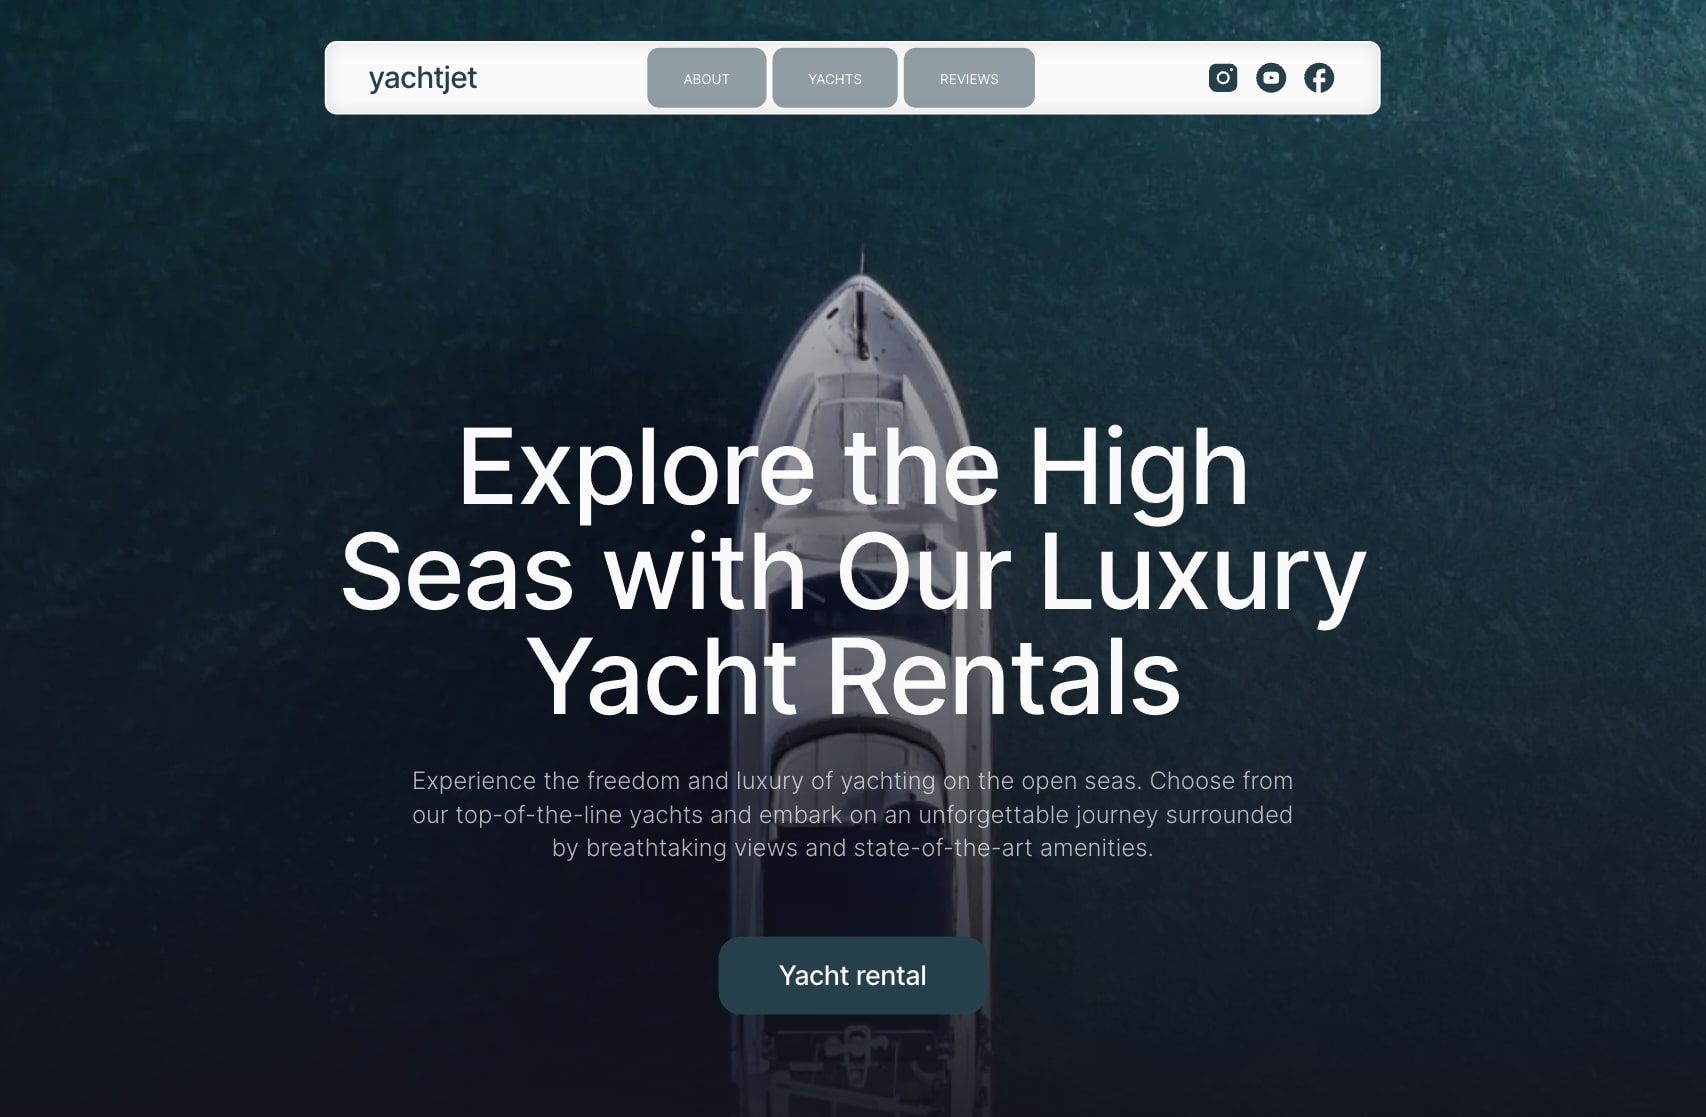 yachtjet
ABOUT
YACHTS
REVIEWS
Explore the High
Seas with Our Luxury
Yacht Rentals
Experience the freedom and luxury of yachting on the open seas. Choose from
our top-of-the-line yachts and embark on an unforgettable journey surrounded
by breathtaking views and state-of-the-art amenities.
Yacht rental